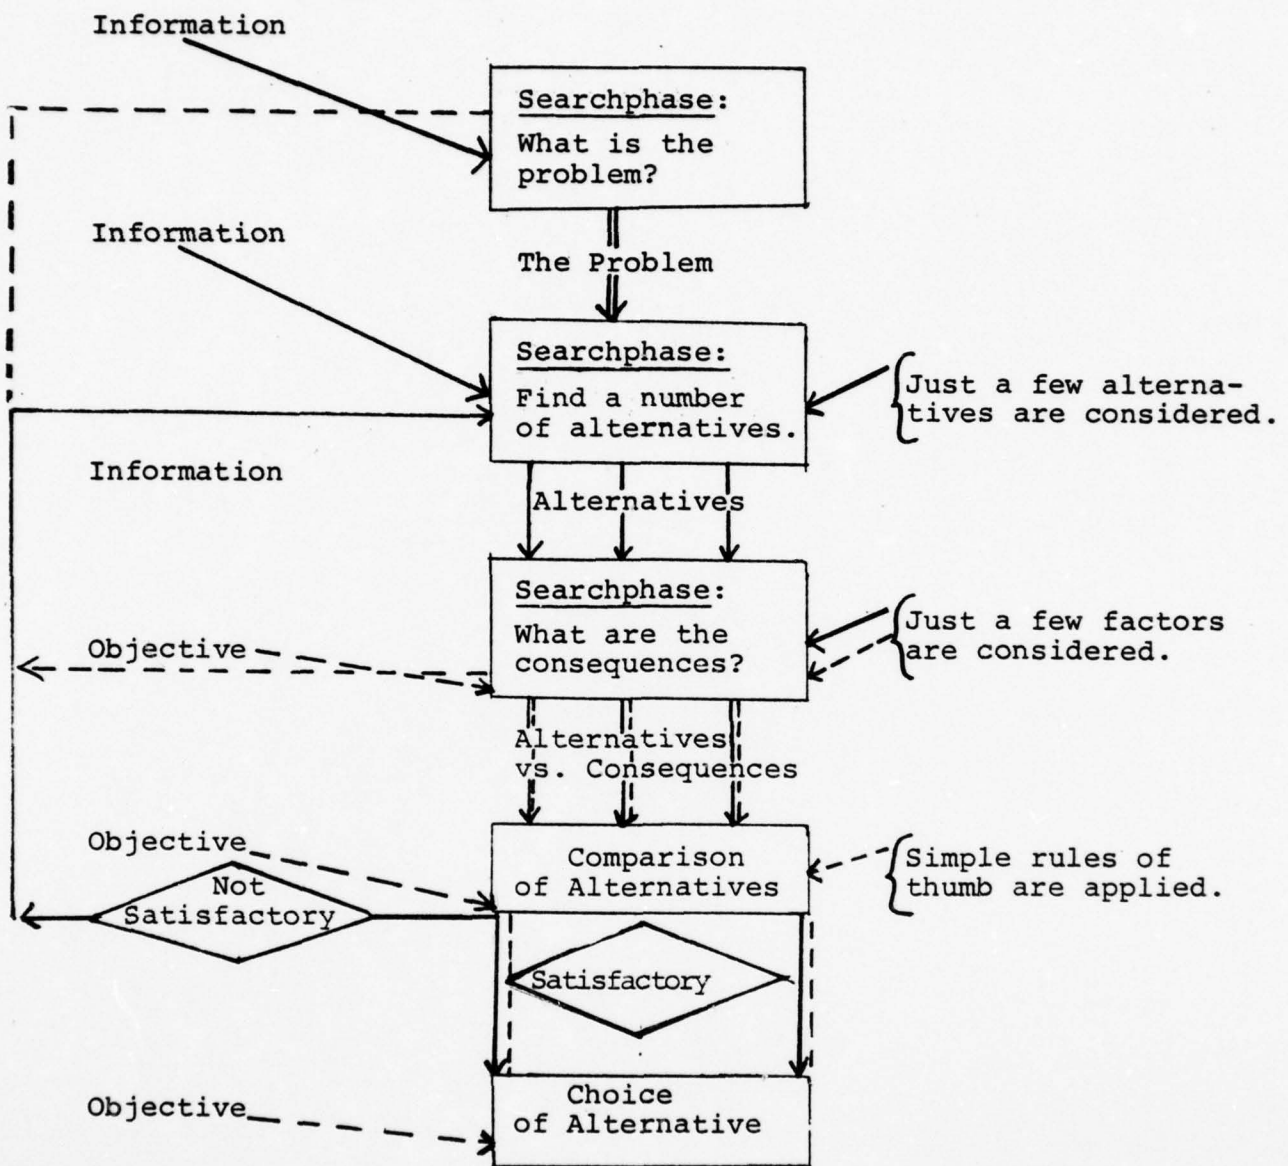 Information
Searchphase:
What is the
problem?
Information
The Problem
Searchphase:
Find a number
of alternatives.
Just a few alterna-
tives are considered.
Information
Alternatives
Searchphase:
What are the
consequences?
Just a few factors
are considered.
Objective
Alternatives
vs. Consequences
Objective
Comparison
of Alternatives
Simple rules of
thumb are applied.
Not
Satisfactory
Satisfactory
Choice
of Alternative
Objective